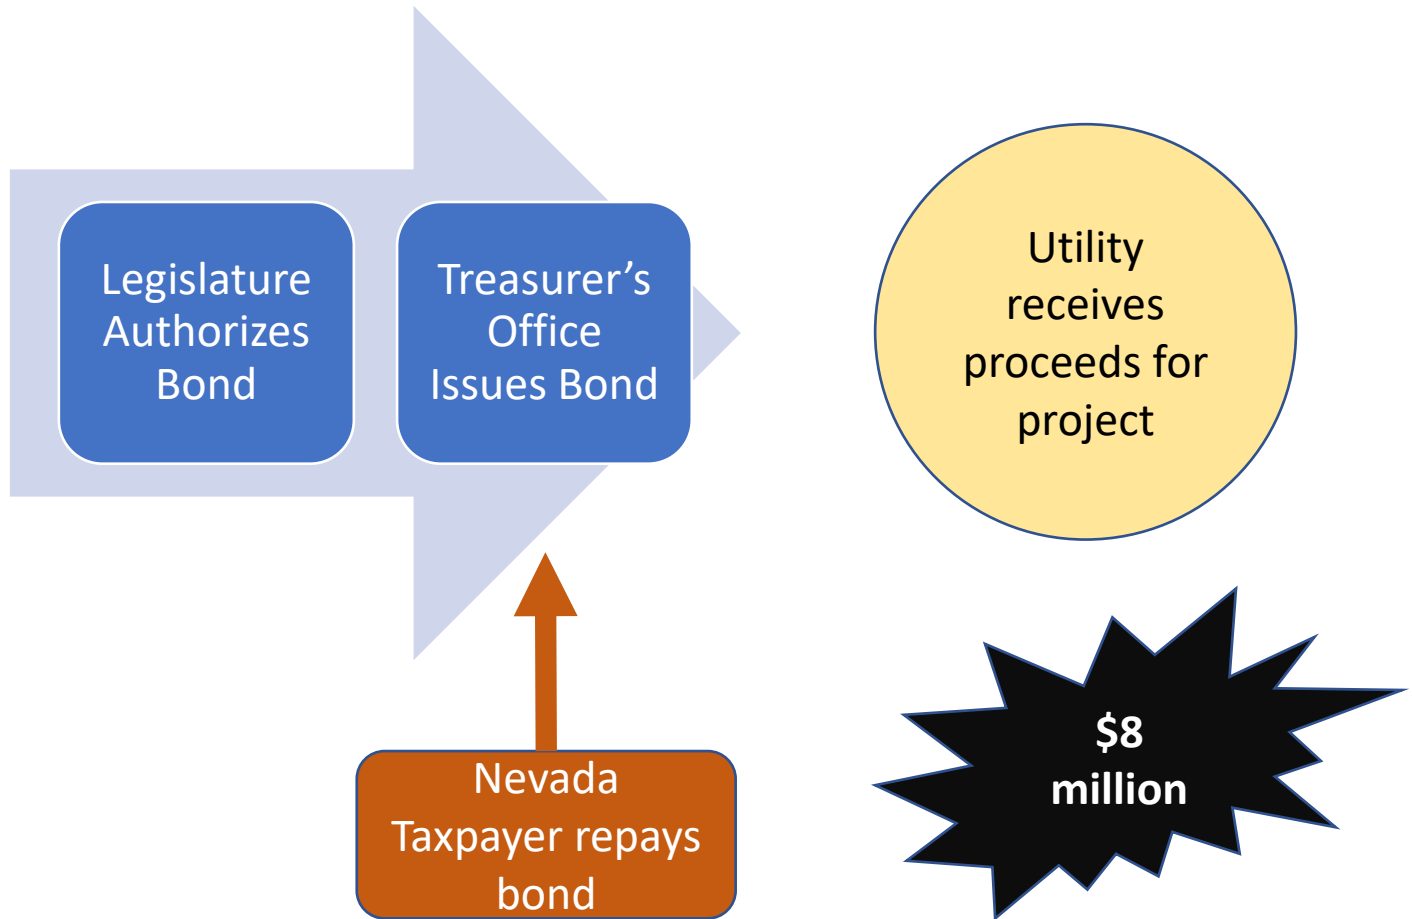 Legislature
Authorizes
Bond
Treasurer’s
Office
Issues Bond
Utility
receives
proceeds for
project
Nevada
Taxpayer repays
bond
$8
million